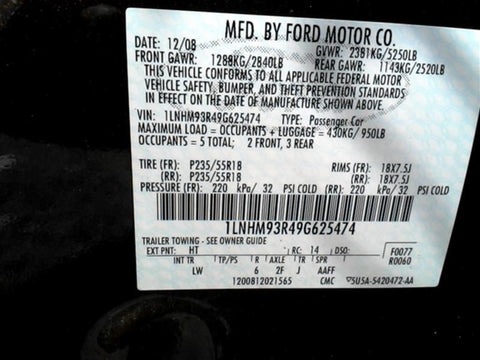 MFD. BY FORD MOTOR CO.
DATE: 12/08 GVWR: 2381KG/5250LB
FRONT GAWR: 1288KG/2840LB REAR GAWR: 1143KG/2520LB
THIS VEHICLE CONFORMS TO ALL APPLICABLE FEDERAL MOTOR
VEHICLE SAFETY, BUMPER, AND THEFT PREVENTION STANDARDS
IN EFFECT ON THE DATE OF MANUFACTURE SHOWN ABOVE.
VIN: 1LNHM93R49G625474 TYPE: Passenger Car
MAXIMUM LOAD = OCCUPANTS + LUGGAGE = 430KG/950LB
OCCUPANTS = 5 TOTAL: 2 FRONT, 3 REAR
TIRE (FR): P235/55R18 RIMS (FR): 18X7.5J
(RR): P235/55R18 (RR): 18X7.5J
PRESSURE (FR): 220 kPa/ 32 PSI COLD (RR): 220 kPa/ 32 PSI COLD
1LNHM93R49G625474
TRAILER TOWING - SEE OWNER GUIDE
EXT PNT: HT RC: 14 DSO: F0077
R0060
INT TR TP/PS R AXLE TR SPR
LW 6 2F J AAFF
1200812021565 CMC 5U5A-5420472-AA